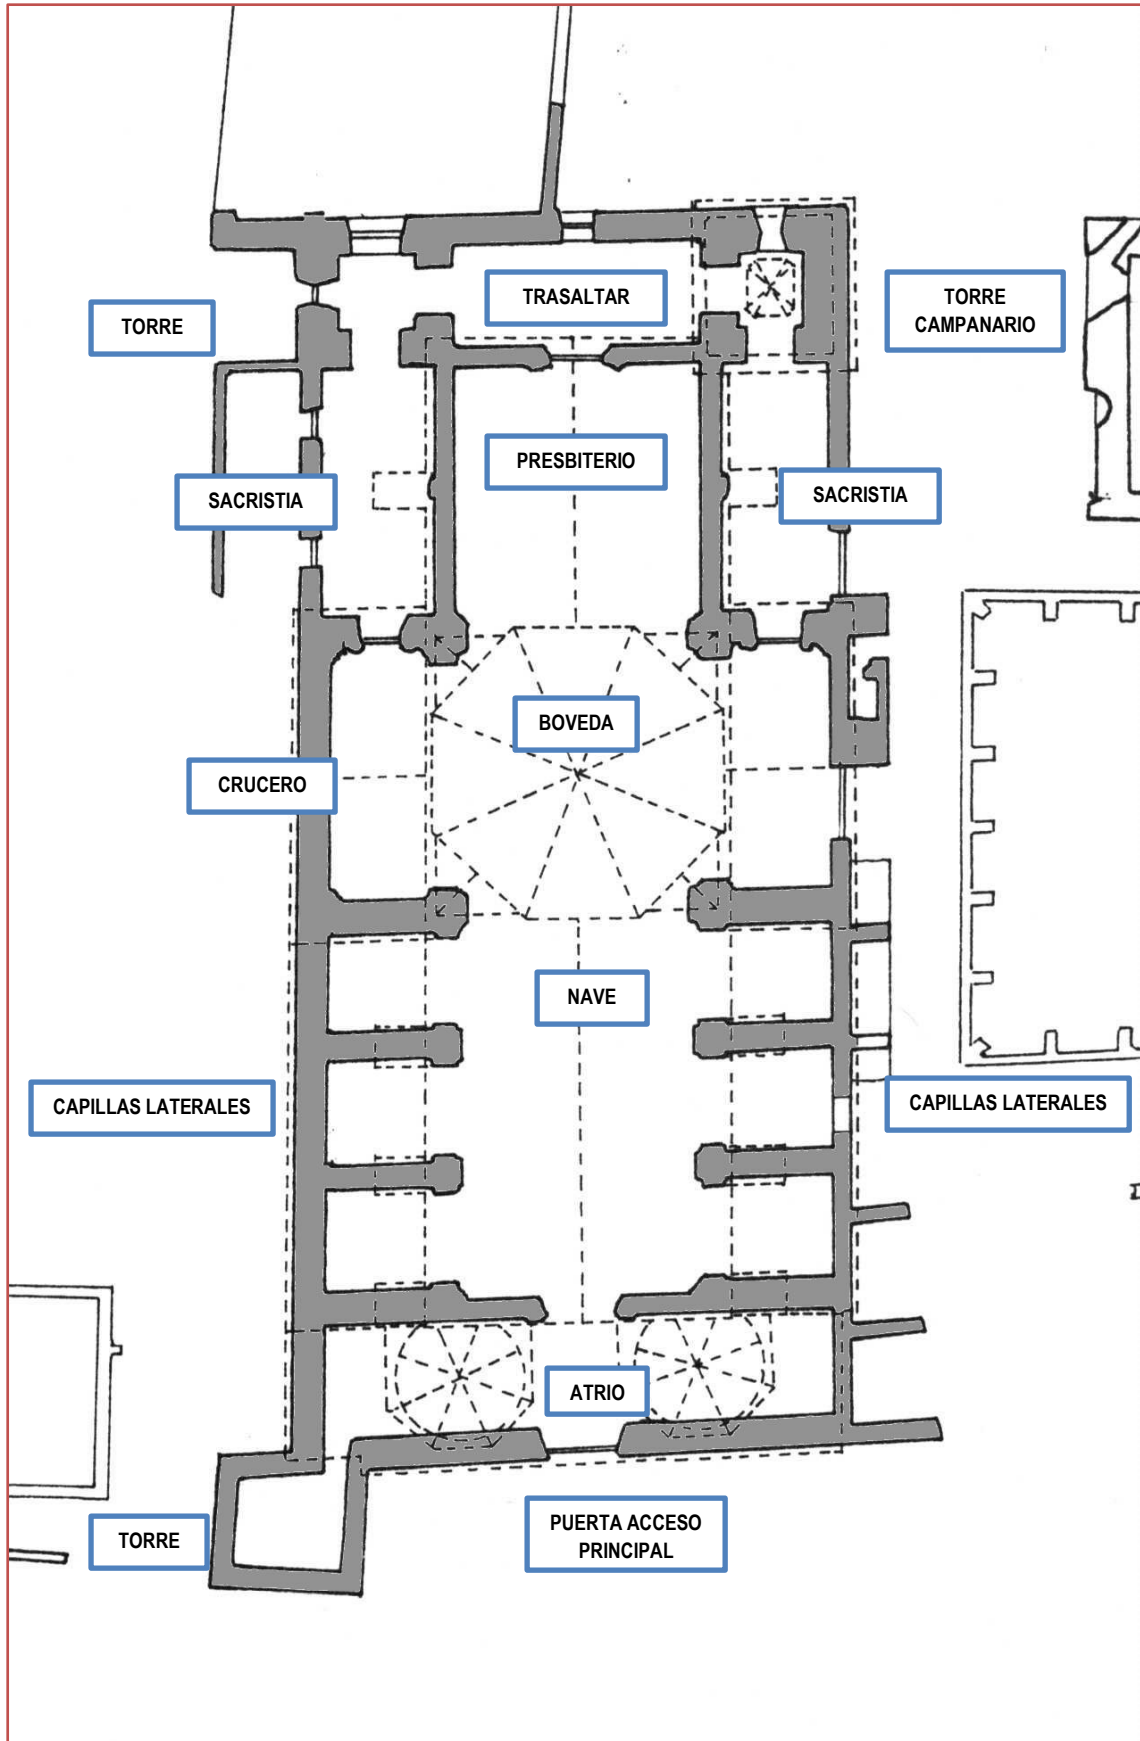 TRASALTAR
TORRE
TORRE
CAMPANARIO
PRESBITERIO
SACRISTIA
SACRISTIA
BOVEDA
CRUCERO
NAVE
CAPILLAS LATERALES
CAPILLAS LATERALES
ATRIO
PUERTA ACCESO
PRINCIPAL
TORRE